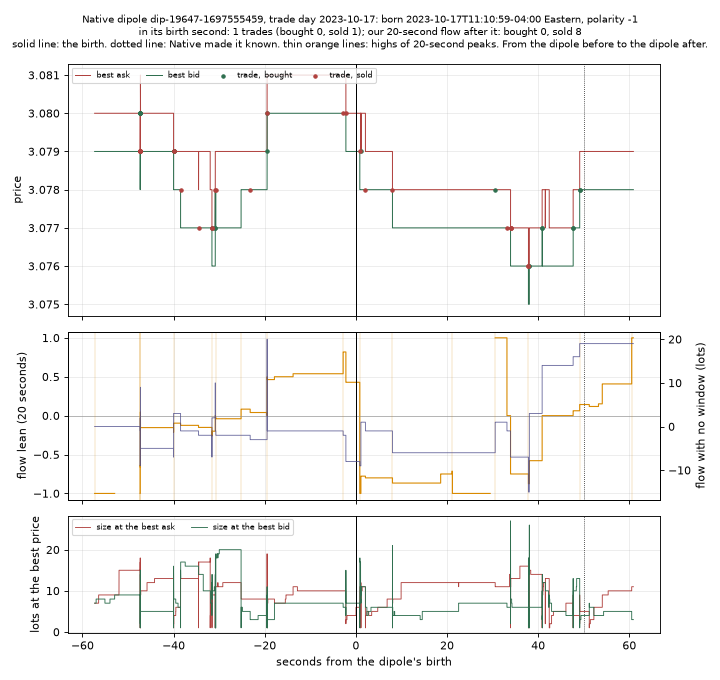 Native dipole dip-19647-1697555459, trade day 2023-10-17: born 2023-10-17T11:10:59-04:00 Eastern, polarity -1
in its birth second: 1 trades (bought 0, sold 1); our 20-second flow after it: bought 0, sold 8
solid line: the birth. dotted line: Native made it known. thin orange lines: highs of 20-second peaks. From the dipole before to the dipole after.
best ask best bid trade, bought trade, sold
3.081
3.080
3.079
3.078
3.077
3.076
3.075
price
1.0
0.5
0.0
−0.5
−1.0
flow lean (20 seconds)
20
10
0
−10
flow with no window (lots)
size at the best ask size at the best bid
20
10
0
lots at the best price
−60 −40 −20 0 20 40 60
seconds from the dipole's birth